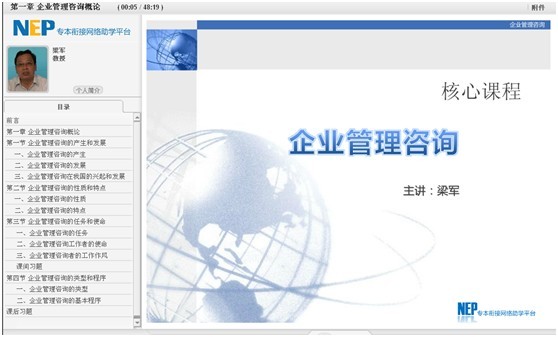 第一章 企业管理咨询概论 (00:05 / 48:19)
附件
NEP 专本衔接网络助学平台
梁军
教授
个人简介
目录
前言
第一章 企业管理咨询概论
第一节 企业管理咨询的产生和发展
一、企业管理咨询的产生
二、企业管理咨询的发展
三、企业管理咨询在我国的兴起和发展
第二节 企业管理咨询的性质和特点
一、企业管理咨询的性质
二、企业管理咨询的特点
第三节 企业管理咨询的任务和使命
一、企业管理咨询的任务
二、企业管理咨询工作者的使命
三、企业管理咨询者的工作作风
课间习题
第四节 企业管理咨询的类型和程序
一、企业管理咨询的类型
二、企业管理咨询的基本程序
课后习题
企业管理咨询
核心课程
企业管理咨询
主讲：梁军
NEP 专本衔接网络助学平台